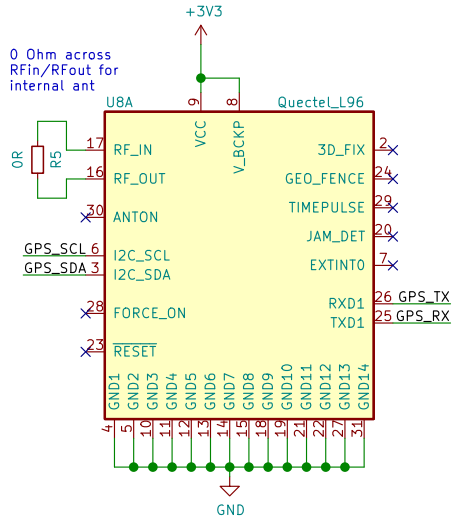 +3V3
0 Ohm across
RFin/RFout for
internal ant
U8A
Quectel_L96
9
8
VCC
V_BCKP
0R
R5
17
RF_IN
16
RF_OUT
30
ANTON
GPS_SCL
6
I2C_SCL
GPS_SDA
3
I2C_SDA
28
FORCE_ON
23
RESET
3D_FIX
2
GEO_FENCE
24
TIMEPULSE
29
JAM_DET
20
EXTINT0
7
RXD1
26
GPS_TX
TXD1
25
GPS_RX
GND1
GND2
GND3
GND4
GND5
GND6
GND7
GND8
GND9
GND10
GND11
GND12
GND13
GND14
4
5
10
11
12
13
14
15
18
19
21
22
27
31
GND